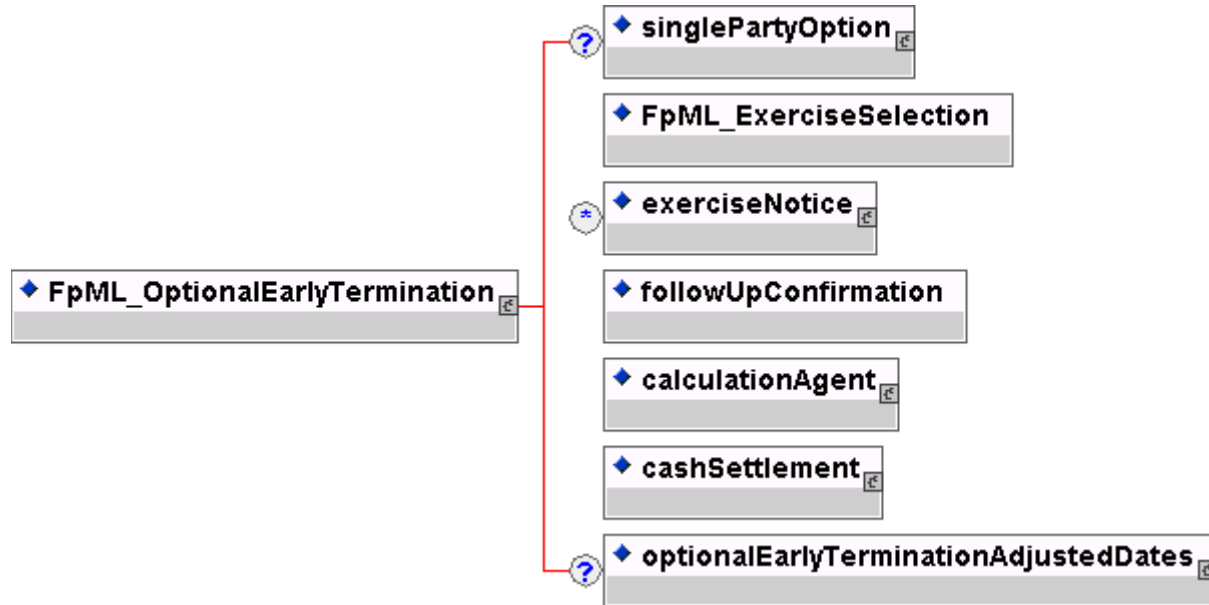 singlePartyOption
?
FpML_ExerciseSelection
exerciseNotice
*
FpML_OptionalEarlyTermination
followUpConfirmation
calculationAgent
cashSettlement
optionalEarlyTerminationAdjustedDates
?